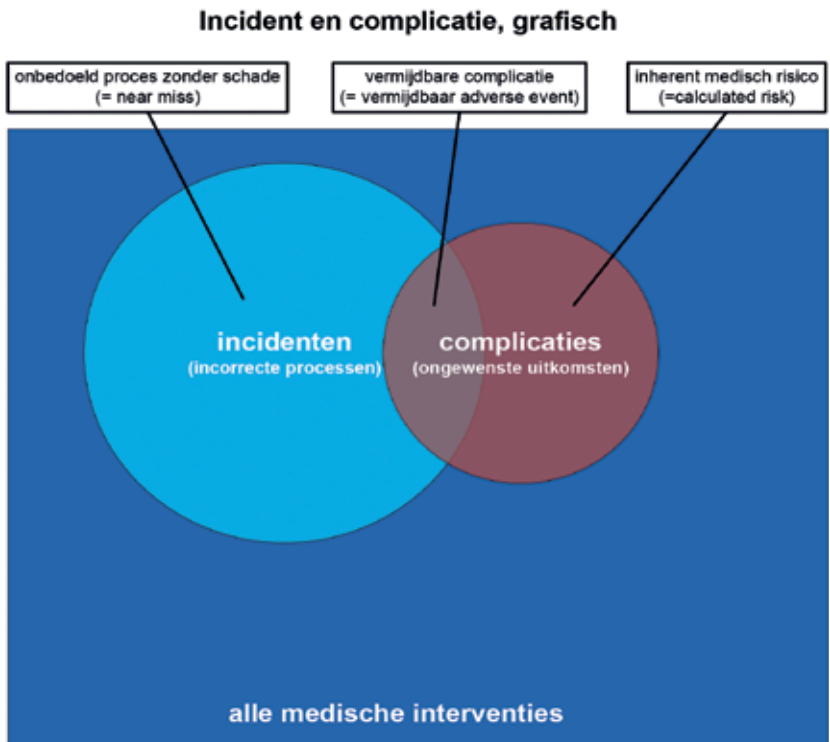 Incident en complicatie, grafisch
onbedoeld proces zonder schade
(= near miss)
vermijdbare complicatie
(= vermijdbaar adverse event)
inherent medisch risico
(=calculated risk)
incidenten
(incorrecte processen)
complicaties
(ongewenste uitkomsten)
alle medische interventies